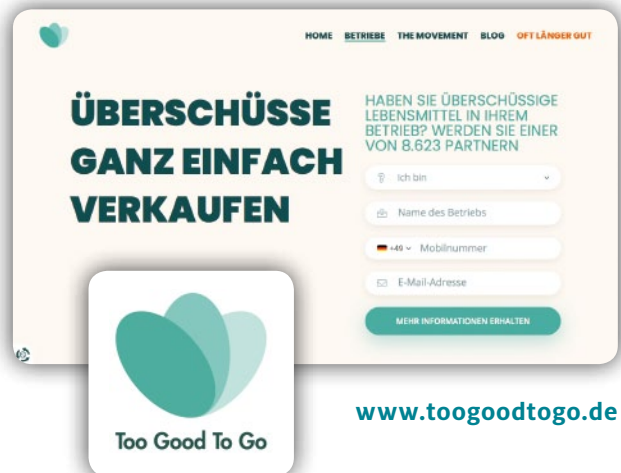 HOME BETRIEBE THE MOVEMENT BLOG OFT LÄNGER GUT
ÜBERSCHÜSSE
GANZ EINFACH
VERKAUFEN
HABEN SIE ÜBERSCHÜSSIGE
LEBENSMITTEL IN IHREM
BETRIEB? WERDEN SIE EINER
VON 8.623 PARTNERN
Ich bin
Name des Betriebs
+49 Mobilnummer
E-Mail-Adresse
MEHR INFORMATIONEN ERHALTEN
Too Good To Go
www.toogoodtogo.de